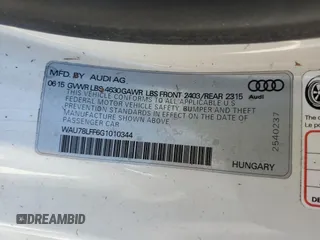 MFD. BY AUDI AG
06 15 GVWR LBS 4630 GAWR LBS FRONT 2403/REAR 2315
THIS VEHICLE CONFORMS TO ALL APPLICABLE
FEDERAL MOTOR VEHICLE SAFETY,
BUMPER, AND THEFT PREVENTION
STANDARDS IN EFFECT ON THE DATE OF
MANUFACTURE SHOWN ABOVE
PASSENGER CAR
WAU78LFF6G1010344
Audi
2540237
HUNGARY
DREAMBID